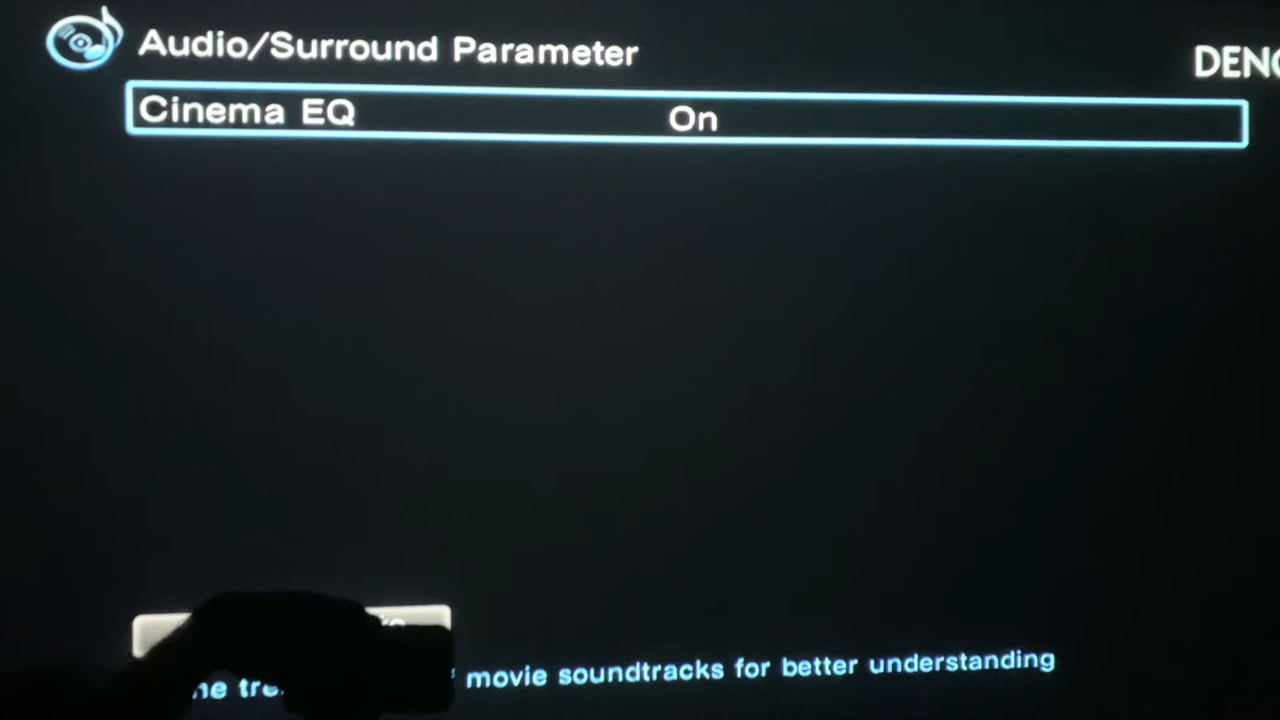 Audio/Surround Parameter
DENO
Cinema EQ On
movie soundtracks for better understanding